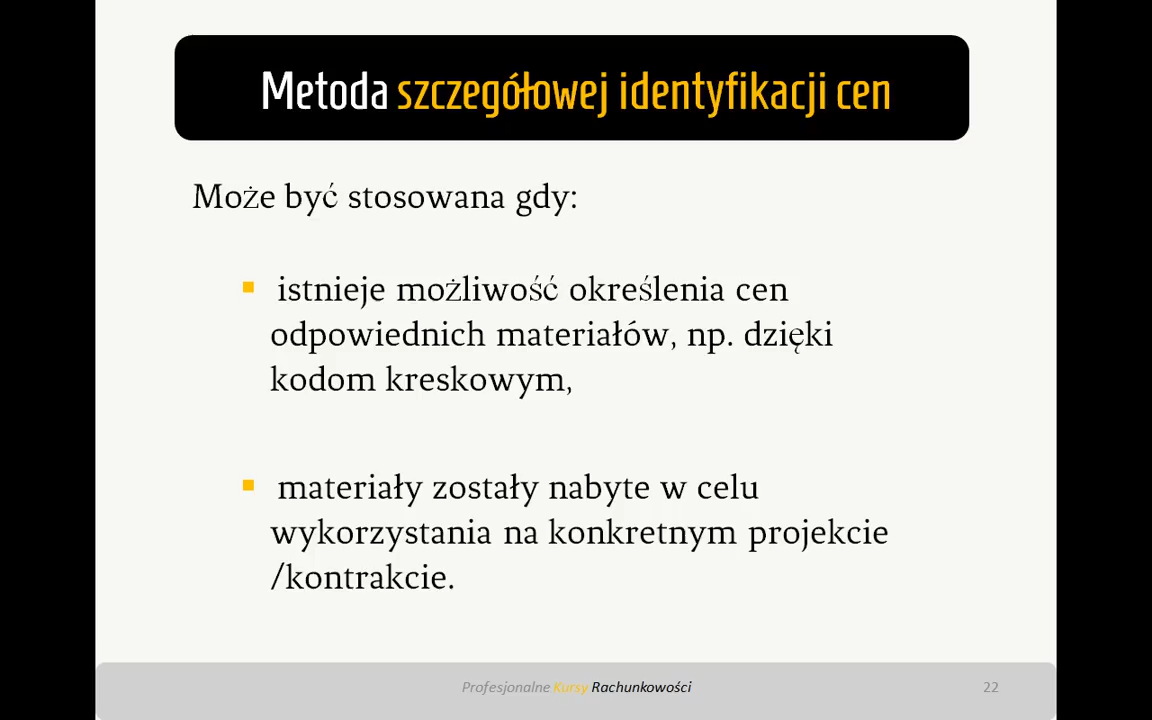 Metoda szczegółowej identyfikacji cen
Może być stosowana gdy:
▪ istnieje możliwość określenia cen
odpowiednich materiałów, np. dzięki
kodom kreskowym,
▪ materiały zostały nabyte w celu
wykorzystania na konkretnym projekcie
/kontrakcie.
Profesjonalne Kursy Rachunkowości
22